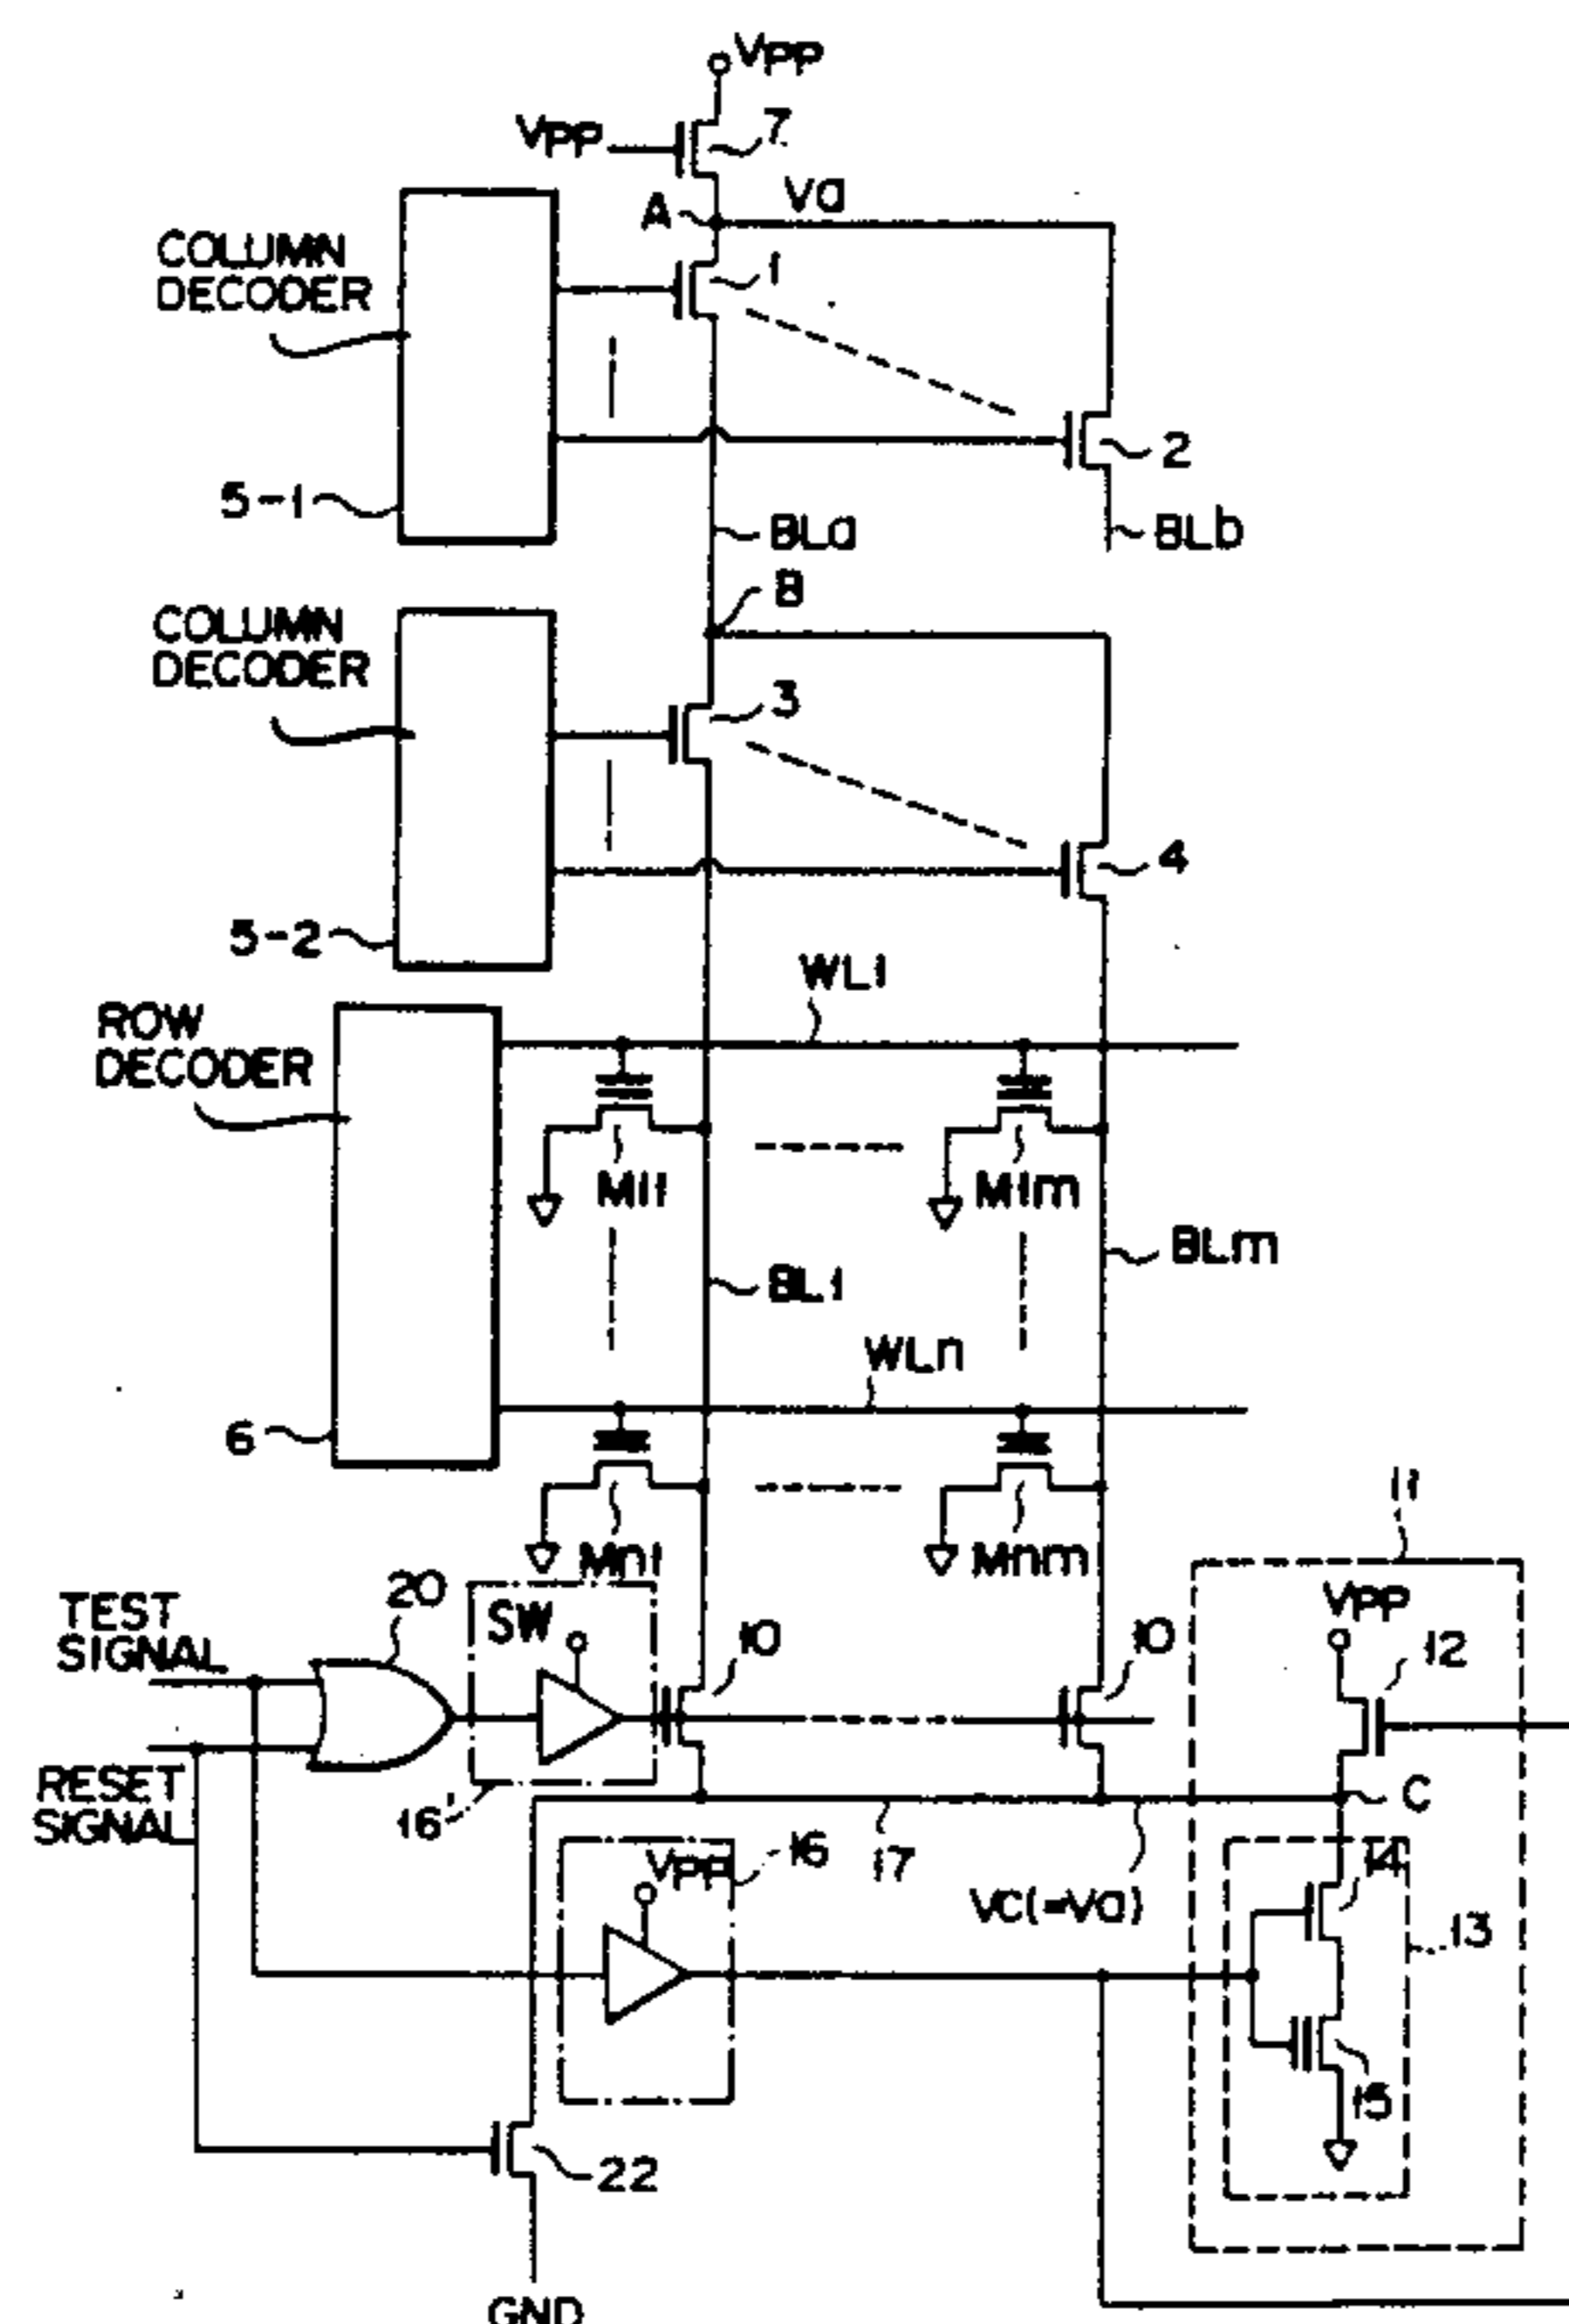 VPP
VPP
7
A
Va
COLUMN
DECODER
1
2
5-1
BLa
BLb
B
COLUMN
DECODER
3
4
5-2
WL1
ROW
DECODER
M11
M1m
BLm
BL1
WLn
6
Mn1
Mnm
11
TEST
SIGNAL
20
SW
10
10
VPP
12
RESET
SIGNAL
16'
C
VPP
16
17
14
VC(=Va)
13
15
22
GND